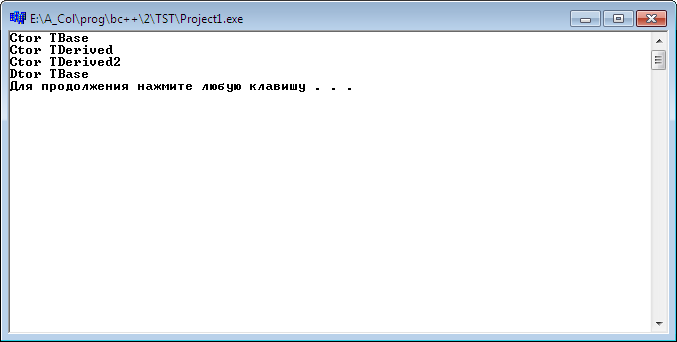 E:\A_Col\prog\bc++\2\TST\Project1.exe
Ctor TBase
Ctor TDerived
Ctor TDerived2
Dtor TBase
Для продолжения нажмите любую клавишу . . .